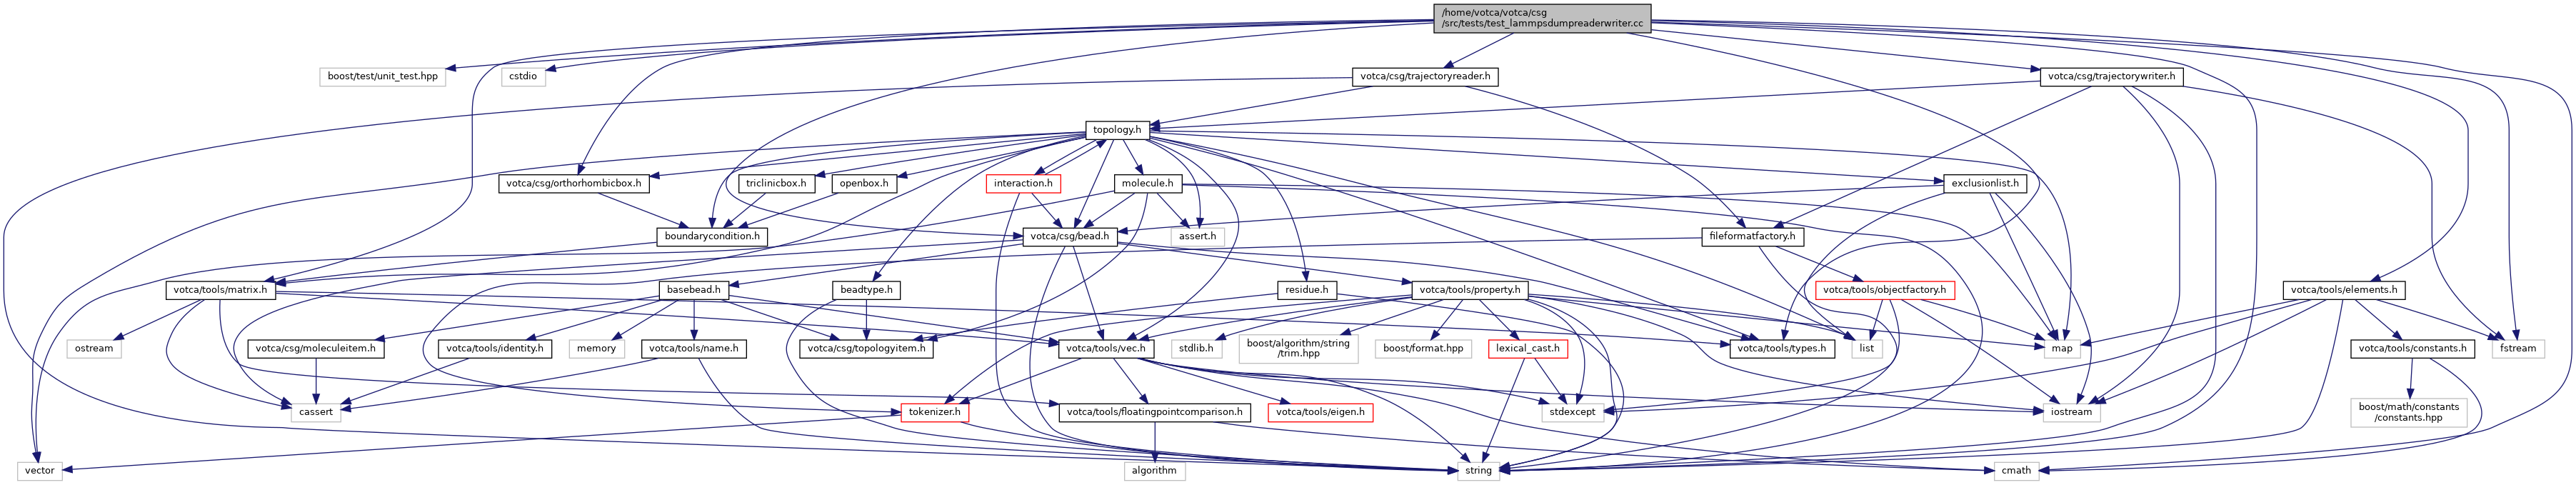 /home/votca/votca/csg
/src/tests/test_lammpsdumpreaderwriter.cc
boost/test/unit_test.hpp
cstdio
votca/csg/trajectoryreader.h
votca/csg/trajectorywriter.h
topology.h
votca/csg/orthorhombicbox.h
triclinicbox.h
openbox.h
interaction.h
molecule.h
exclusionlist.h
boundarycondition.h
votca/csg/bead.h
assert.h
fileformatfactory.h
votca/tools/matrix.h
basebead.h
beadtype.h
residue.h
votca/tools/property.h
votca/tools/objectfactory.h
votca/tools/elements.h
ostream
votca/csg/moleculeitem.h
votca/tools/identity.h
memory
votca/tools/name.h
votca/csg/topologyitem.h
votca/tools/vec.h
stdlib.h
boost/algorithm/string
/trim.hpp
boost/format.hpp
lexical_cast.h
votca/tools/types.h
list
map
votca/tools/constants.h
fstream
cassert
tokenizer.h
votca/tools/floatingpointcomparison.h
votca/tools/eigen.h
stdexcept
iostream
boost/math/constants
/constants.hpp
vector
algorithm
string
cmath